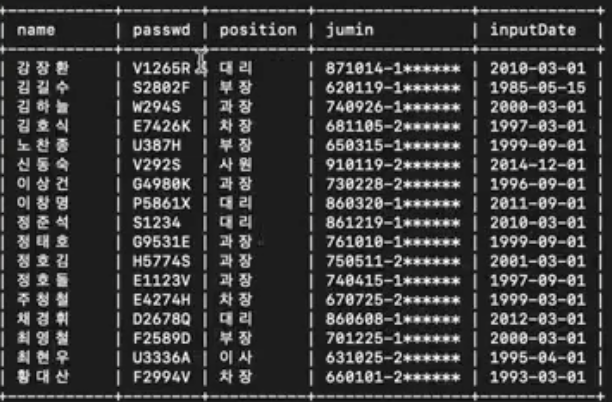 name passwd position jumin inputDate
감장환 V1265R 대리 871014-1****** 2010-03-01
김길수 S2802F 부장 620119-1****** 1985-05-15
김하늘 W294S 과장 740926-1****** 2000-03-01
김호식 E7426K 차장 681105-2****** 1997-03-01
노찬종 U387H 부장 650315-1****** 1999-09-01
신동숙 V292S 사원 910119-2****** 2014-12-01
이상건 G4980K 과장 730228-2****** 1996-09-01
이창명 P5861X 대리 860320-1****** 2011-09-01
정준석 S1234 대리 861219-1****** 2010-03-01
정태호 G9531E 과장 761010-1****** 1999-09-01
정호김 H5774S 과장 750511-2****** 2001-03-01
정호돌 E1123V 과장 740415-1****** 1997-09-01
주청철 E4274H 차장 670725-2****** 1999-03-01
채경휘 D2678Q 대리 860608-1****** 2012-03-01
최영철 F2589D 부장 701225-1****** 2000-03-01
최현우 U3336A 이사 631025-2****** 1995-04-01
황대산 F2994V 차장 660101-2****** 1993-03-01